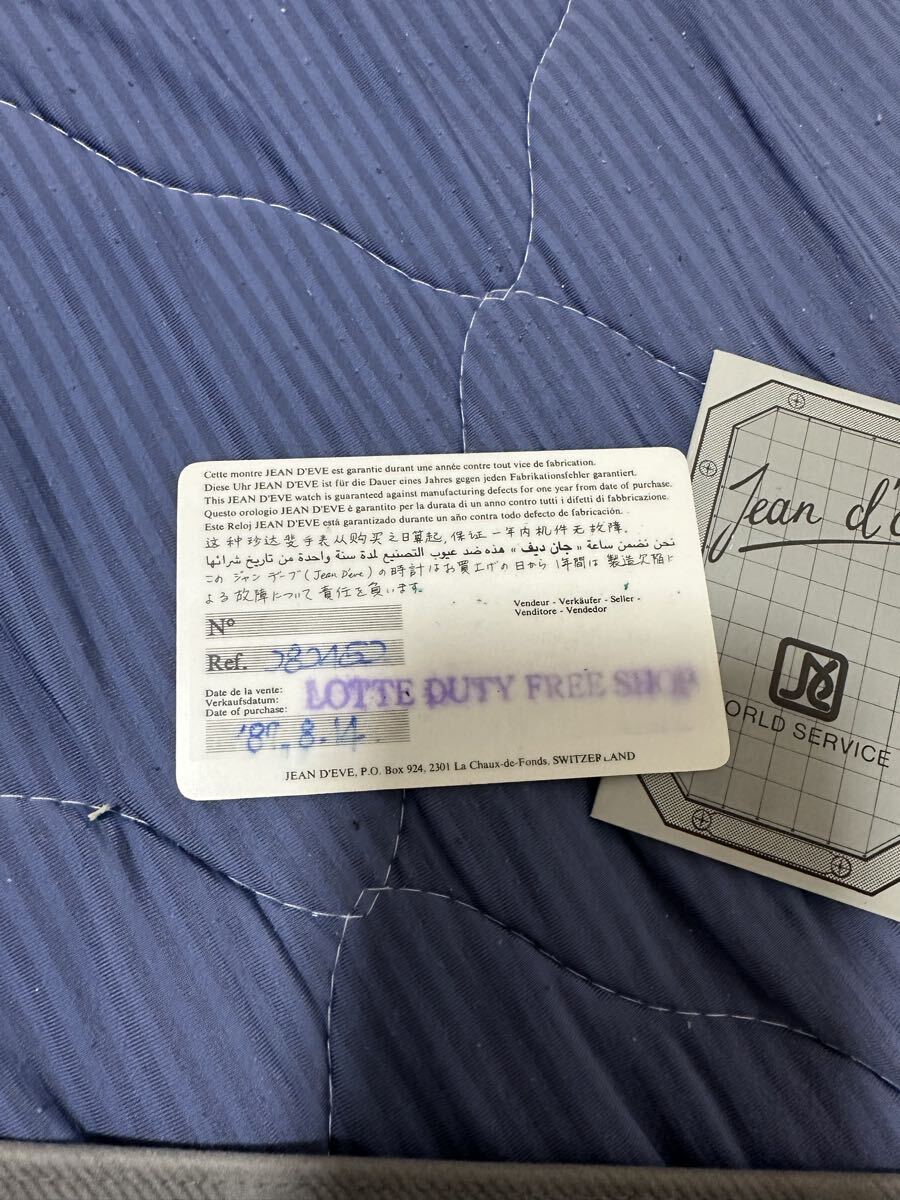 Cette montre JEAN D'EVE est garantie durant une année contre tout vice de fabrication.
Diese Uhr JEAN D'EVE ist für die Dauer eines Jahres gegen jeden Fabrikationsfehler garantiert.
This JEAN D'EVE watch is guaranteed against manufacturing defects for one year from date of purchase.
Questo orologio JEAN D'EVE è garantito per la durata di un anno contro tutti i difetti di fabbricazione.
Este Reloj JEAN D'EVE está garantizado durante un año contra todo defecto de fabricación.
这种珍达斐手表从购买之日算起,保证一年内机件无故障.
نحن نضمن ساعة « جان ديف » هذه ضد عيوب التصنيع لمدة سنة واحدة من تاريخ شرائها
この ジャン デーブ(Jean D'eve)の時計はお買上げの日から 1年間は 製造欠陥に
よる故障について責任を負います。
Vendeur - Verkäufer - Seller -
Venditore - Vendedor
Nº
Ref.
LOTTE DUTY FREE SHOP
Date de la vente:
Verkaufsdatum:
Date of purchase:
'87.8.14
JEAN D'EVE, P.O. Box 924, 2301 La Chaux-de-Fonds, SWITZERLAND
Jean d'
ORLD SERVICE